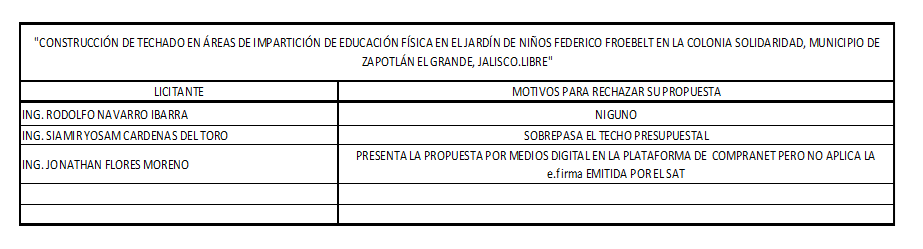 "CONSTRUCCIÓN DE TECHADO EN ÁREAS DE IMPARTICIÓN DE EDUCACIÓN FÍSICA EN EL JARDÍN DE NIÑOS FEDERICO FROEBELT EN LA COLONIA SOLIDARIDAD, MUNICIPIO DE
ZAPOTLÁN EL GRANDE, JALISCO.LIBRE"
LICITANTE MOTIVOS PARA RECHAZAR SU PROPUESTA
ING. RODOLFO NAVARRO IBARRA NIGUNO
ING. SIAMIR YOSAM CARDENAS DEL TORO SOBREPASA EL TECHO PRESUPUESTAL
ING. JONATHAN FLORES MORENO PRESENTA LA PROPUESTA POR MEDIOS DIGITAL EN LA PLATAFORMA DE COMPRANET PERO NO APLICA LA
e.firma EMITIDA POR EL SAT